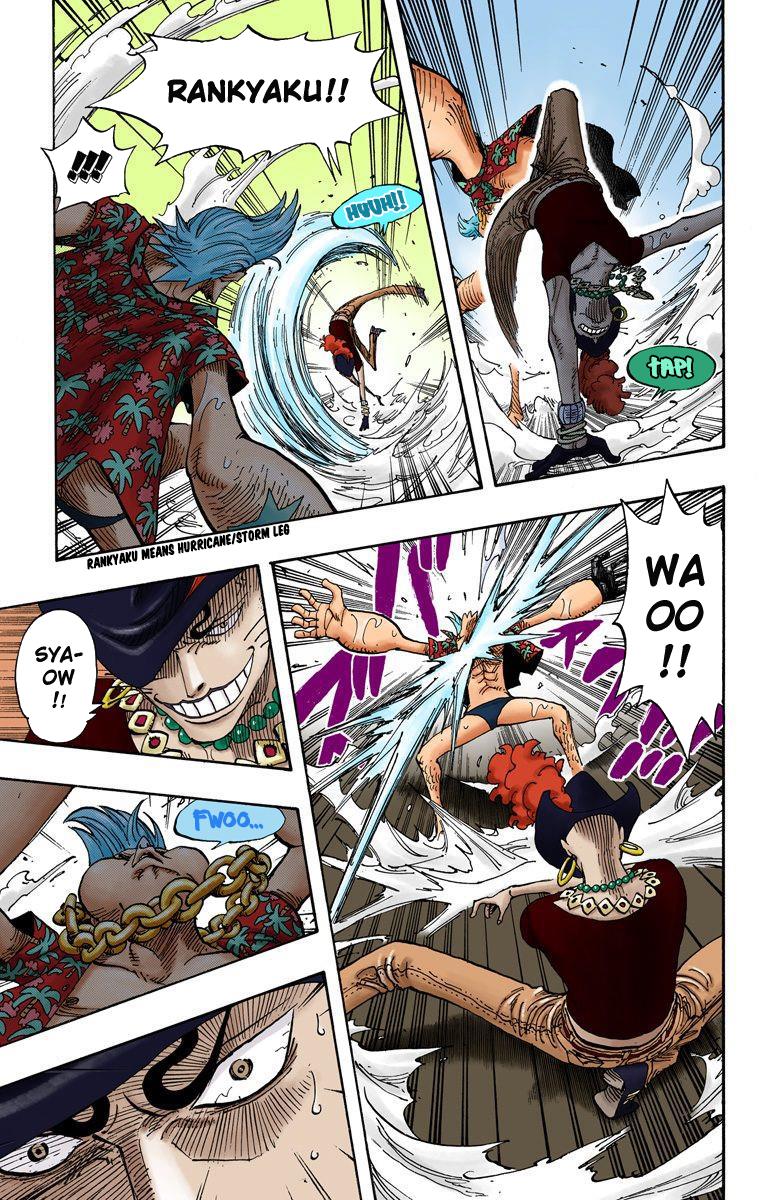 TAP!
RANKYAKU!!
HUUH!!
!!!
RANKYAKU MEANS HURRICANE/STORM LEG
WA
OO
!!
SYA-
OW
!!
FWOO...